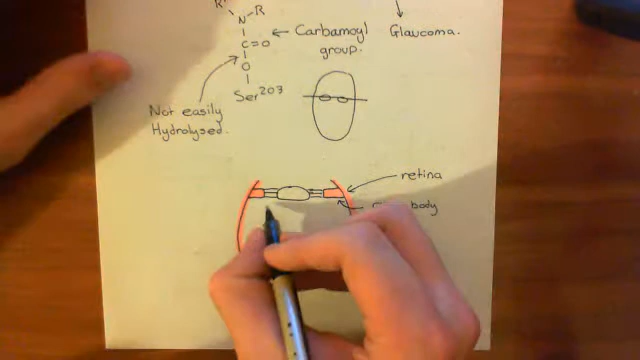 N-R
Carbamoyl
group.
C=O
Glaucoma.
O
Ser203
Not easily
Hydrolysed.
retina
body